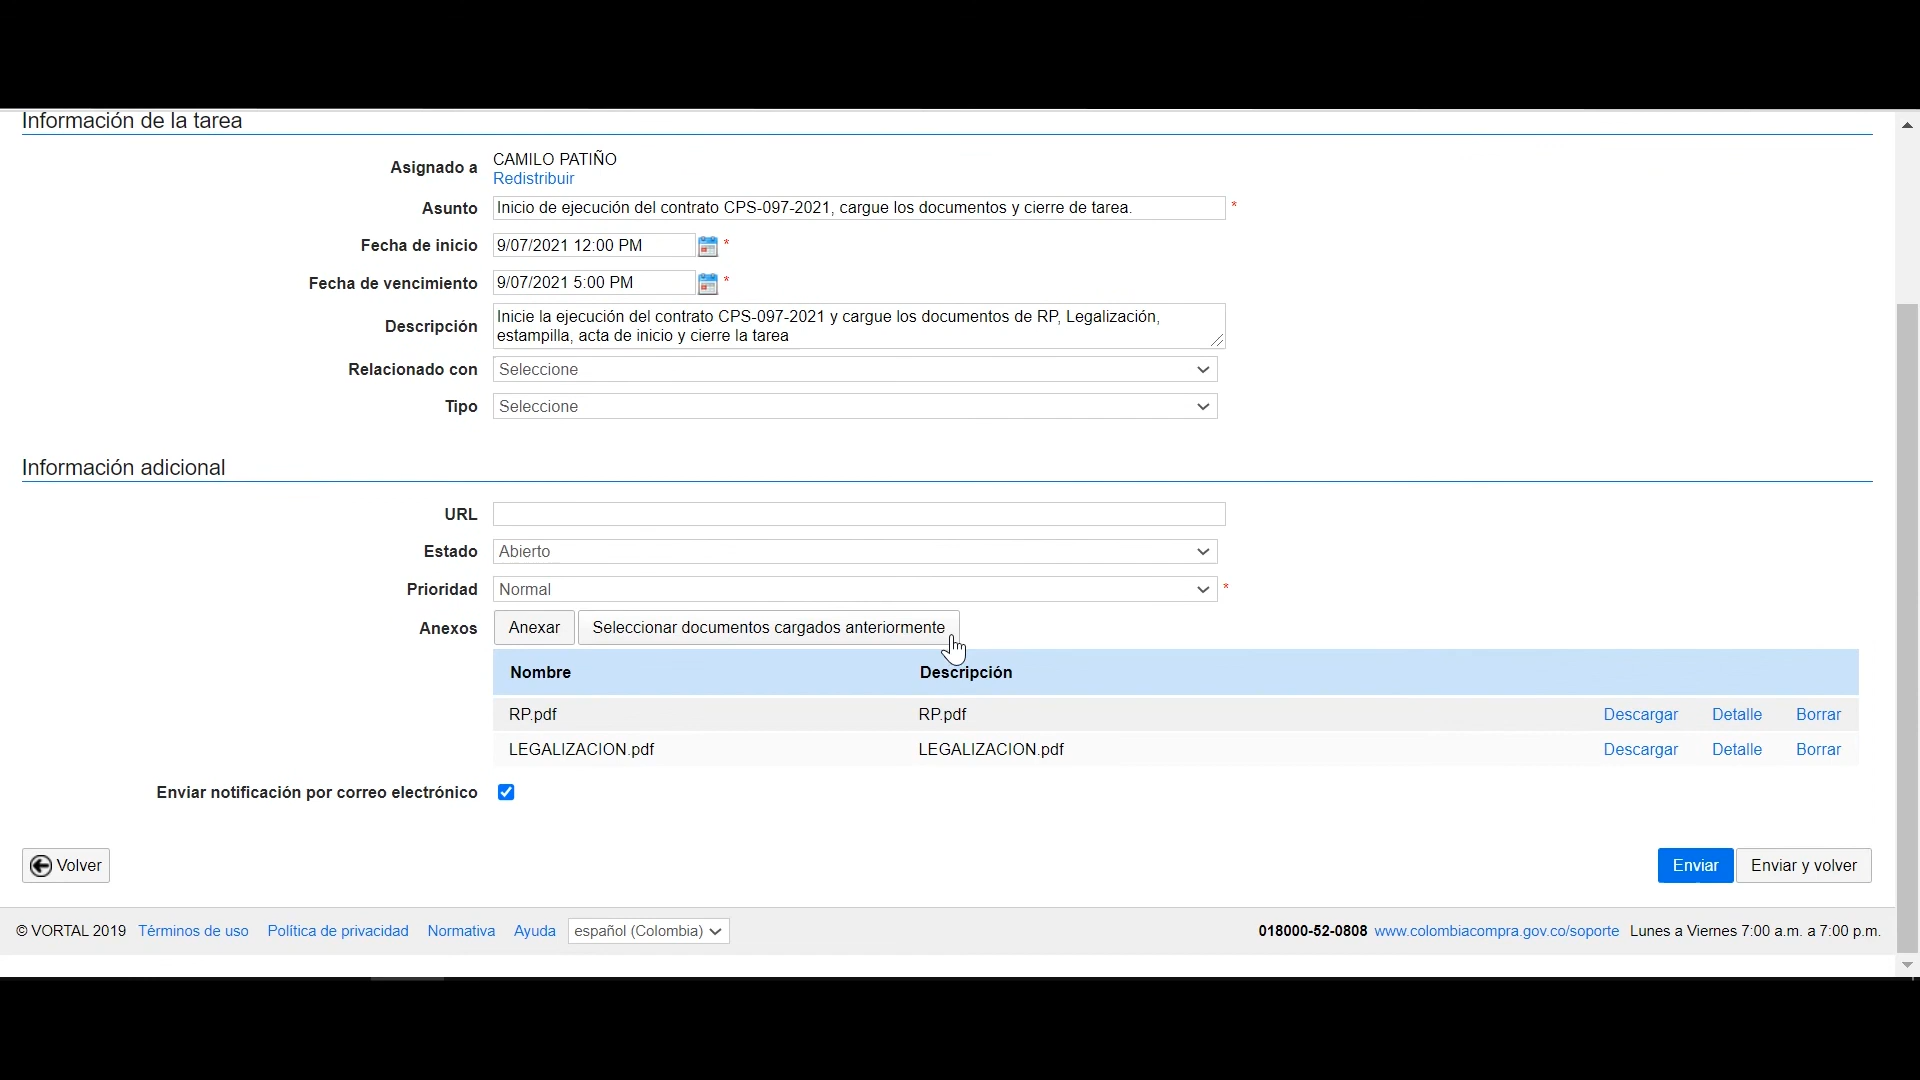 Información de la tarea
Asignado a CAMILO PATIÑO
Redistribuir
Asunto Inicio de ejecución del contrato CPS-097-2021, cargue los documentos y cierre de tarea. *
Fecha de inicio 9/07/2021 12:00 PM *
Fecha de vencimiento 9/07/2021 5:00 PM *
Descripción Inicie la ejecución del contrato CPS-097-2021 y cargue los documentos de RP, Legalización,
estampilla, acta de inicio y cierre la tarea
Relacionado con Seleccione
Tipo Seleccione
Información adicional
URL
Estado Abierto
Prioridad Normal *
Anexos Anexar Seleccionar documentos cargados anteriormente
Nombre Descripción
RP.pdf RP.pdf Descargar Detalle Borrar
LEGALIZACION.pdf LEGALIZACION.pdf Descargar Detalle Borrar
Enviar notificación por correo electrónico
Volver Enviar Enviar y volver
© VORTAL 2019 Términos de uso Política de privacidad Normativa Ayuda español (Colombia) 018000-52-0808 www.colombiacompra.gov.co/soporte Lunes a Viernes 7:00 a.m. a 7:00 p.m.